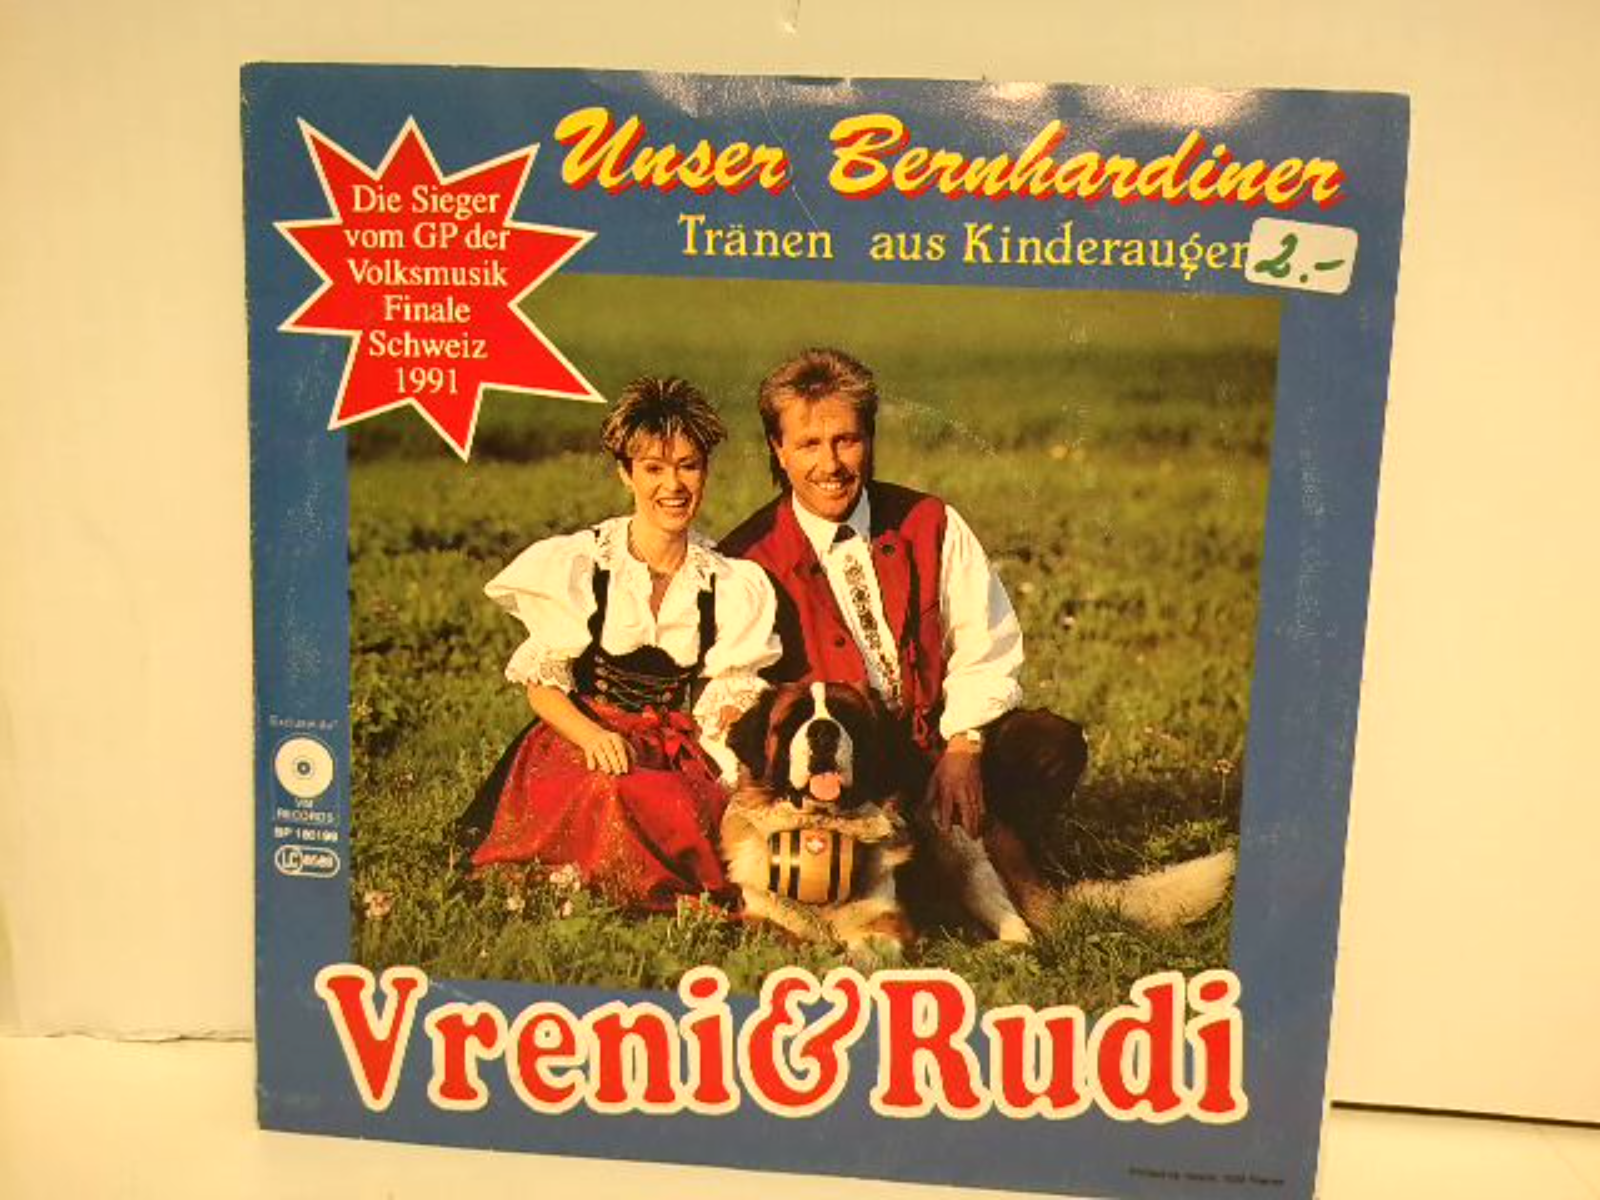 Unser Bernhardiner
Tränen aus Kinderaugen
2.-
Die Sieger
vom GP der
Volksmusik
Finale
Schweiz
1991
RECORDS
LC
Vreni & Rudi